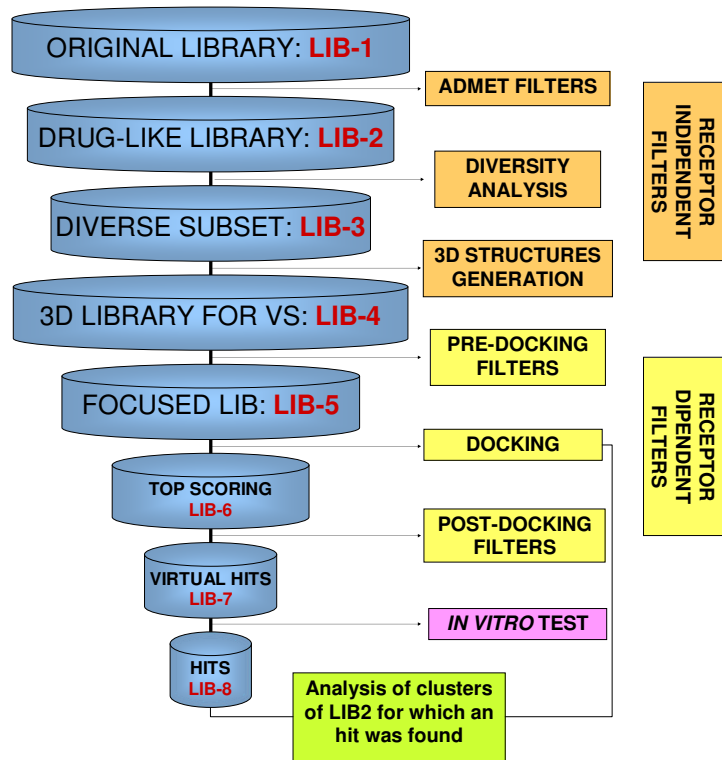 ORIGINAL LIBRARY: LIB-1
ADMET FILTERS
DRUG-LIKE LIBRARY: LIB-2
DIVERSITY
ANALYSIS
DIVERSE SUBSET: LIB-3
3D STRUCTURES
GENERATION
RECEPTOR
INDIPENDENT
FILTERS
3D LIBRARY FOR VS: LIB-4
PRE-DOCKING
FILTERS
FOCUSED LIB: LIB-5
DOCKING
TOP SCORING
LIB-6
POST-DOCKING
FILTERS
RECEPTOR
DIPENDENT
FILTERS
VIRTUAL HITS
LIB-7
IN VITRO TEST
HITS
LIB-8
Analysis of clusters
of LIB2 for which an
hit was found